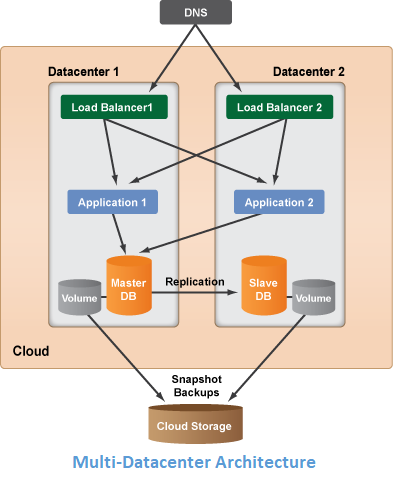 DNS
Datacenter 1
Datacenter 2
Load Balancer1
Load Balancer 2
Application 1
Application 2
Volume
Master
DB
Replication
Slave
DB
Volume
Cloud
Snapshot
Backups
Cloud Storage
Multi-Datacenter Architecture